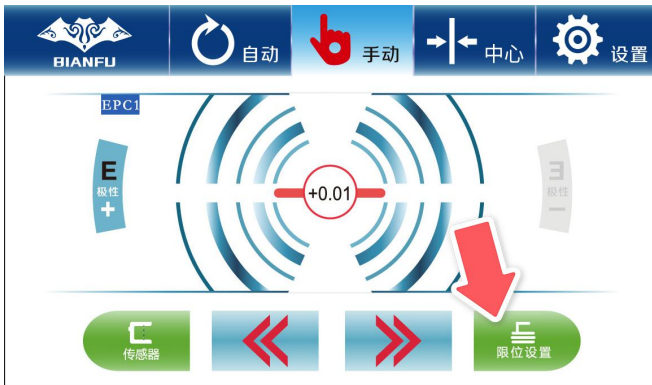 BIANFU
自动
手动
中心
设置
EPC1
E
极性
+
+0.01
E
极性
−
传感器
限位设置